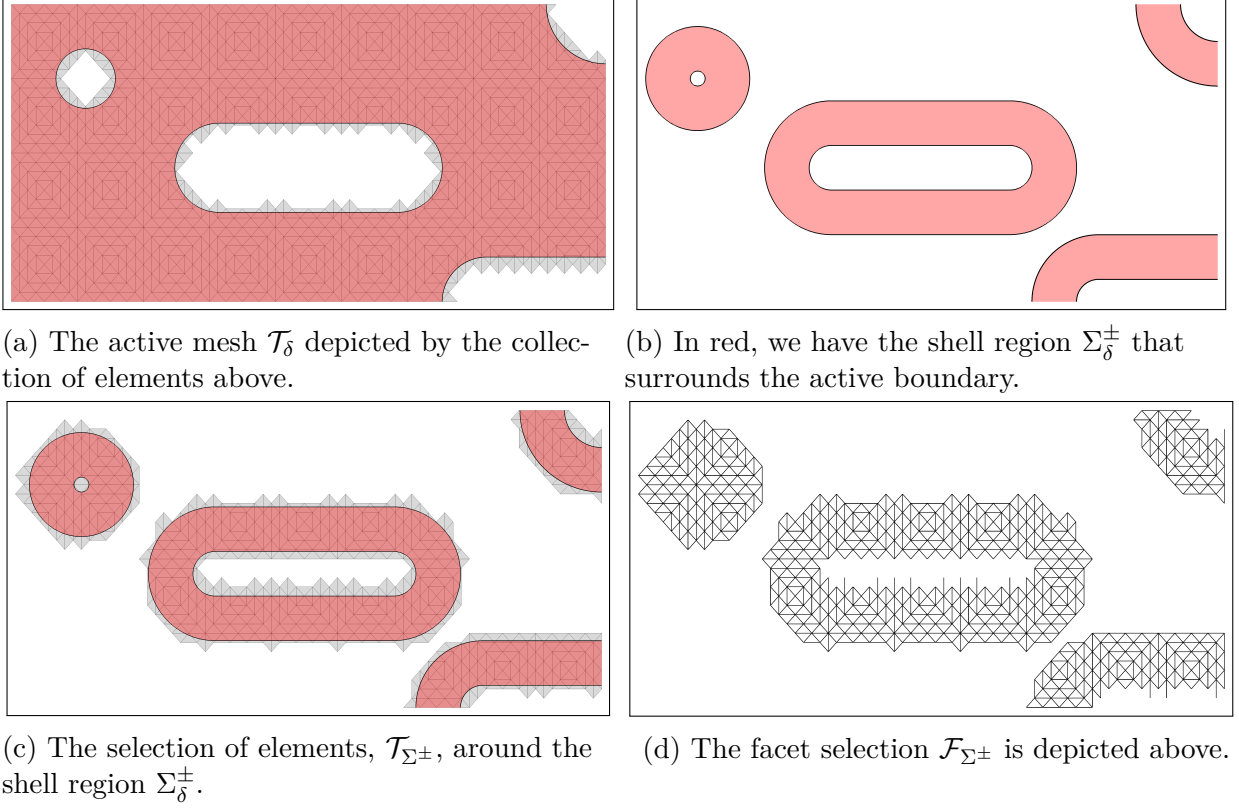 (a) The active mesh 𝒯_δ depicted by the collec-
tion of elements above.
(b) In red, we have the shell region Σ_δ^± that
surrounds the active boundary.
(c) The selection of elements, 𝒯_{Σ^±}, around the
shell region Σ_δ^±.
(d) The facet selection ℱ_{Σ^±} is depicted above.